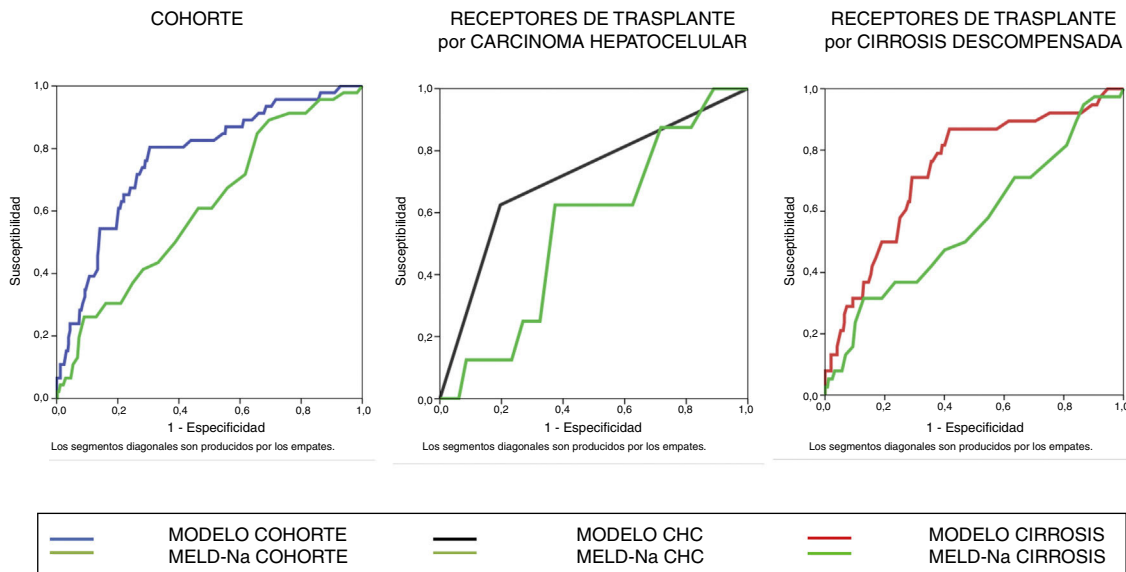 COHORTE
RECEPTORES DE TRASPLANTE
por CARCINOMA HEPATOCELULAR
RECEPTORES DE TRASPLANTE
por CIRROSIS DESCOMPENSADA
1,0
0,8
0,6
0,4
0,2
0,0
Susceptibilidad
0,0 0,2 0,4 0,6 0,8 1,0
1 - Especificidad
Los segmentos diagonales son producidos por los empates.
1,0
0,8
0,6
0,4
0,2
0,0
Susceptibilidad
0,0 0,2 0,4 0,6 0,8 1,0
1 - Especificidad
Los segmentos diagonales son producidos por los empates.
1,0
0,8
0,6
0,4
0,2
0,0
Susceptibilidad
0,0 0,2 0,4 0,6 0,8 1,0
1 - Especificidad
Los segmentos diagonales son producidos por los empates.
MODELO COHORTE
MELD-Na COHORTE
MODELO CHC
MELD-Na CHC
MODELO CIRROSIS
MELD-Na CIRROSIS